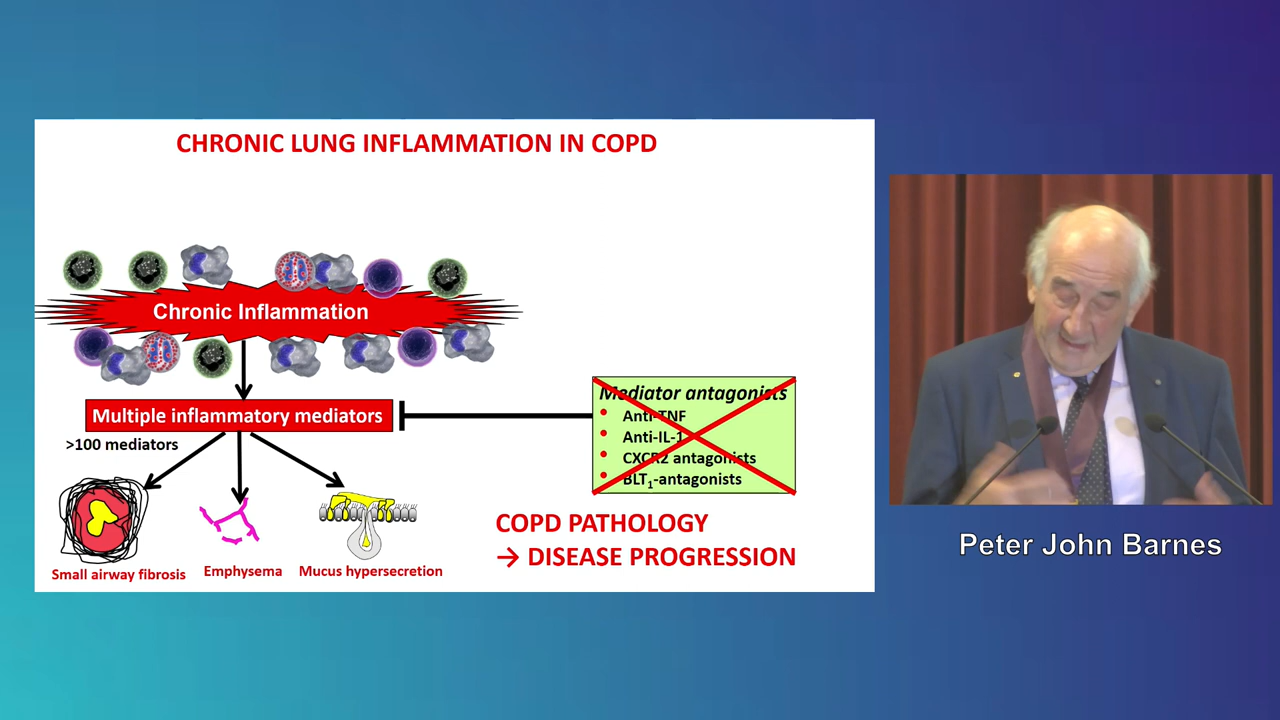 CHRONIC LUNG INFLAMMATION IN COPD
Chronic Inflammation
Multiple inflammatory mediators
>100 mediators
Mediator antagonists
• Anti-TNF
• Anti-IL-1
• CXCR2 antagonists
• BLT₁-antagonists
COPD PATHOLOGY
→ DISEASE PROGRESSION
Small airway fibrosis
Emphysema
Mucus hypersecretion
Peter John Barnes